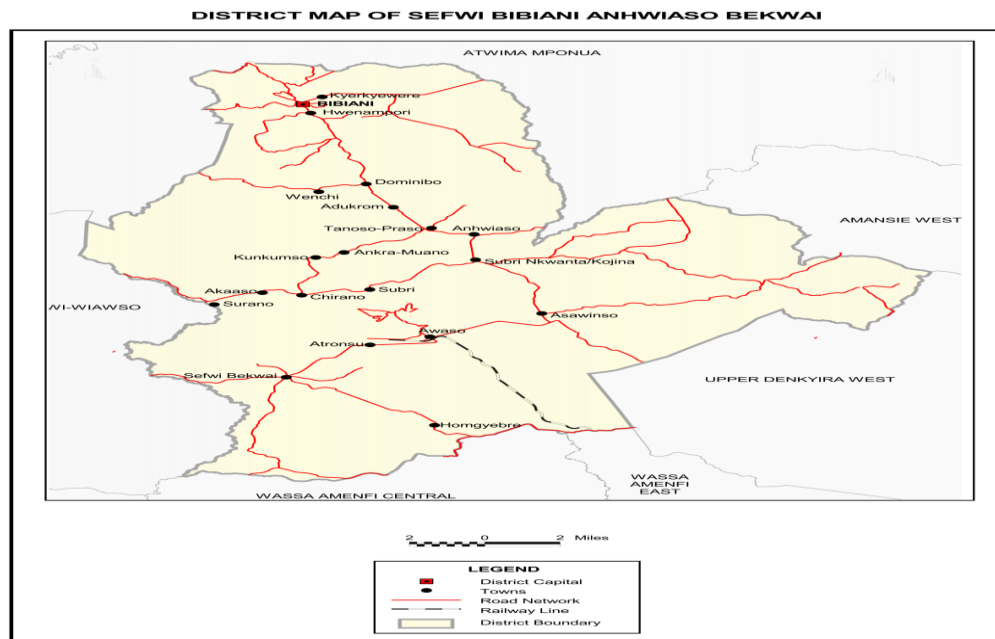 DISTRICT MAP OF SEFWI BIBIANI ANHWIASO BEKWAI
ATWIMA MPONUA
Kyerkyewere
BIBIANI
Hwenampori
Dominibo
Wenchi
Adukrom
Tanoso-Praso
Anhwiaso
AMANSIE WEST
Ankra-Muano
Kunkumso
Subri Nkwanta/Kojina
Akaaso
Subri
Chirano
Surano
WI-WIAWSO
Asawinso
Awaso
Atronsu
Sefwi Bekwai
UPPER DENKYIRA WEST
Homgyebre
WASSA
AMENFI
EAST
WASSA AMENFI CENTRAL
2 0 2 Miles
LEGEND
District Capital
Towns
Road Network
Railway Line
District Boundary